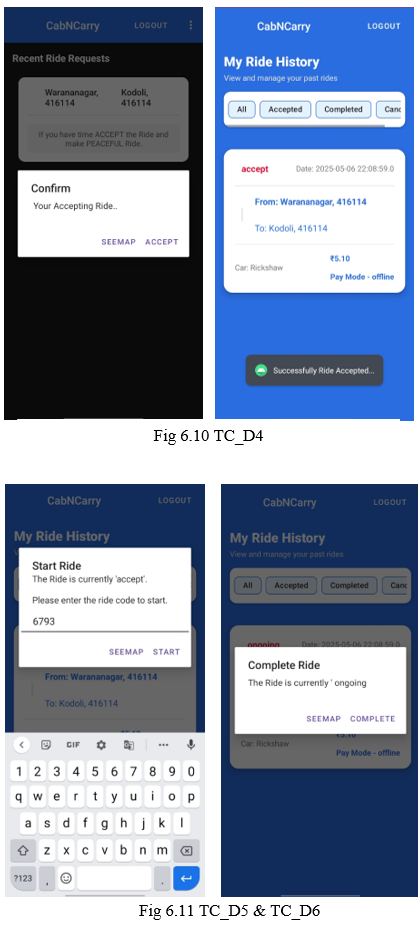 CabNCarry LOGOUT
Recent Ride Requests
Warananagar, 416114 Kodoli, 416114
If you have time ACCEPT the Ride and
make PEACEFUL Ride.
Confirm
Your Accepting Ride..
SEEMAP ACCEPT
CabNCarry LOGOUT
My Ride History
View and manage your past rides
All Accepted Completed Canc
accept Date: 2025-05-06 22:08:59.0
From: Warananagar, 416114
To: Kodoli, 416114
₹5.10
Car: Rickshaw
Pay Mode - offline
Successfully Ride Accepted...
Fig 6.10 TC_D4
CabNCarry LOGOUT
My Ride History
Start Ride
The Ride is currently 'accept'.
Please enter the ride code to start.
6793
SEEMAP START
From: Warananagar, 416114
To: Kodoli, 416114
GIF
1 2 3 4 5 6 7 8 9 0
q w e r t y u i o p
a s d f g h j k l
z x c v b n m
?123 , .
CabNCarry LOGOUT
My Ride History
View and manage your past rides
All Accepted Completed Canc
ongoing Date: 2025-05-06 22:08:59.0
Complete Ride
The Ride is currently ' ongoing
SEEMAP COMPLETE
₹5.10
Car: Rickshaw
Pay Mode - offline
Fig 6.11 TC_D5 & TC_D6